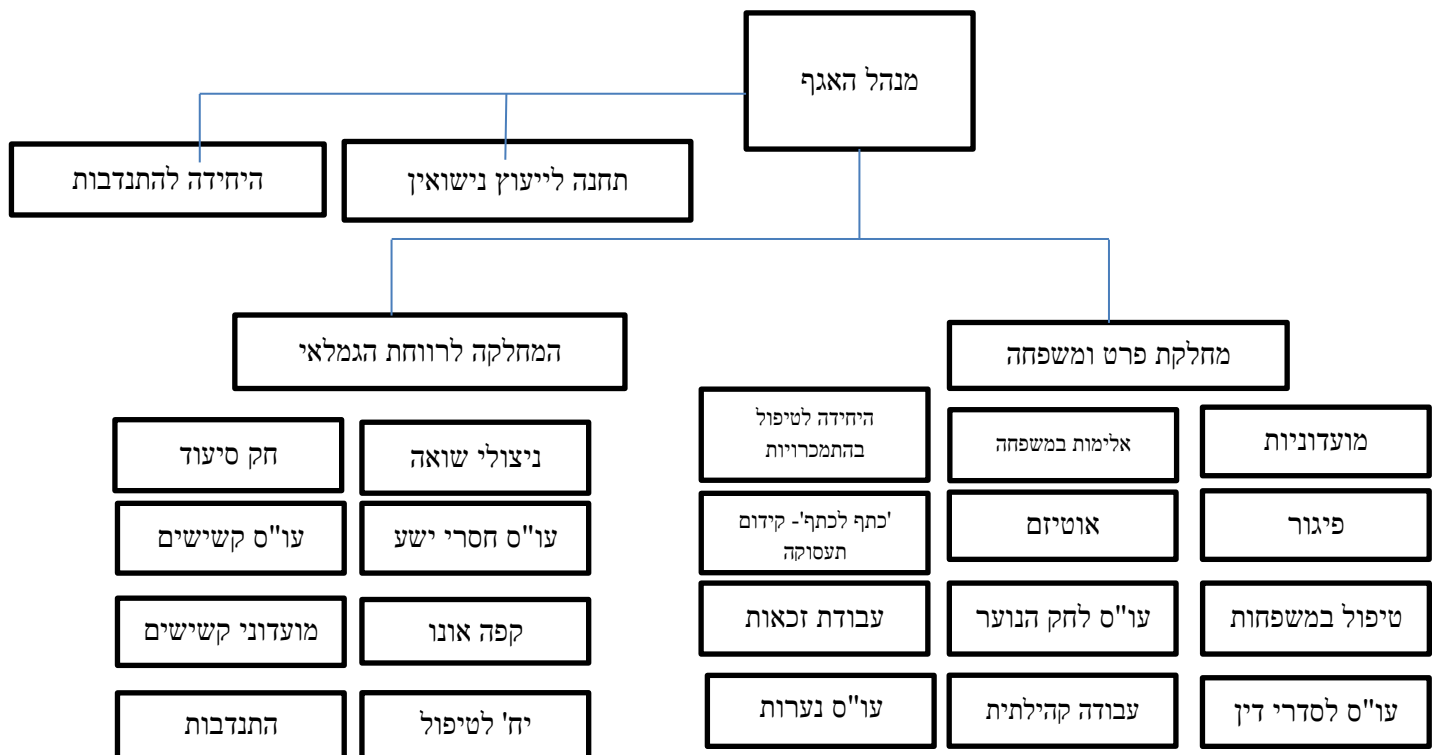 מנהל האגף
תחנה לייעוץ נישואין
היחידה להתנדבות
מחלקת פרט ומשפחה
המחלקה לרווחת הגמלאי
מועדוניות
אלימות במשפחה
היחידה לטיפול
בהתמכרויות
פיגור
אוטיזם
'כתף לכתף'- קידום
תעסוקה
טיפול במשפחות
עו"ס לחק הנוער
עבודת זכאות
עו"ס לסדרי דין
עבודה קהילתית
עו"ס נערות
ניצולי שואה
חק סיעוד
עו"ס חסרי ישע
עו"ס קשישים
קפה אונו
מועדוני קשישים
יח' לטיפול
התנדבות